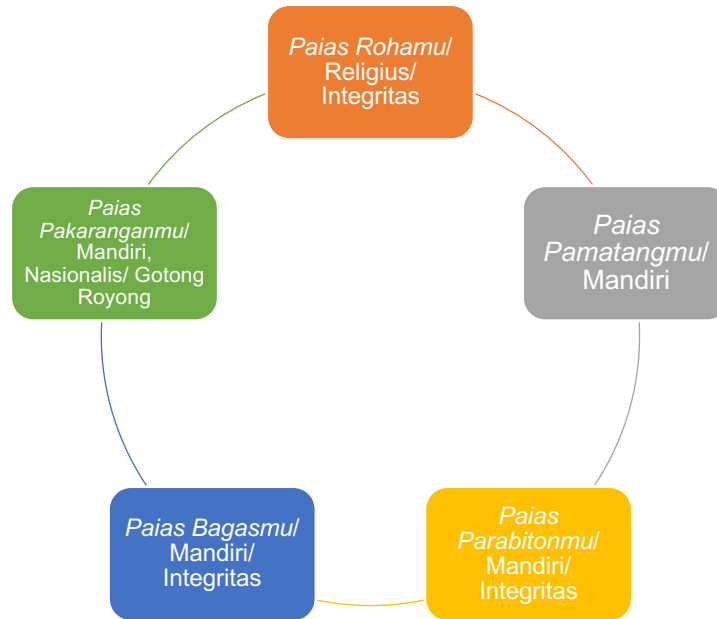 Paias Rohamu/
Religius/
Integritas
Paias
Pamatangmu/
Mandiri
Paias
Parabitonmu/
Mandiri/
Integritas
Paias Bagasmu/
Mandiri/
Integritas
Paias
Pakaranganmu/
Mandiri,
Nasionalis/ Gotong
Royong